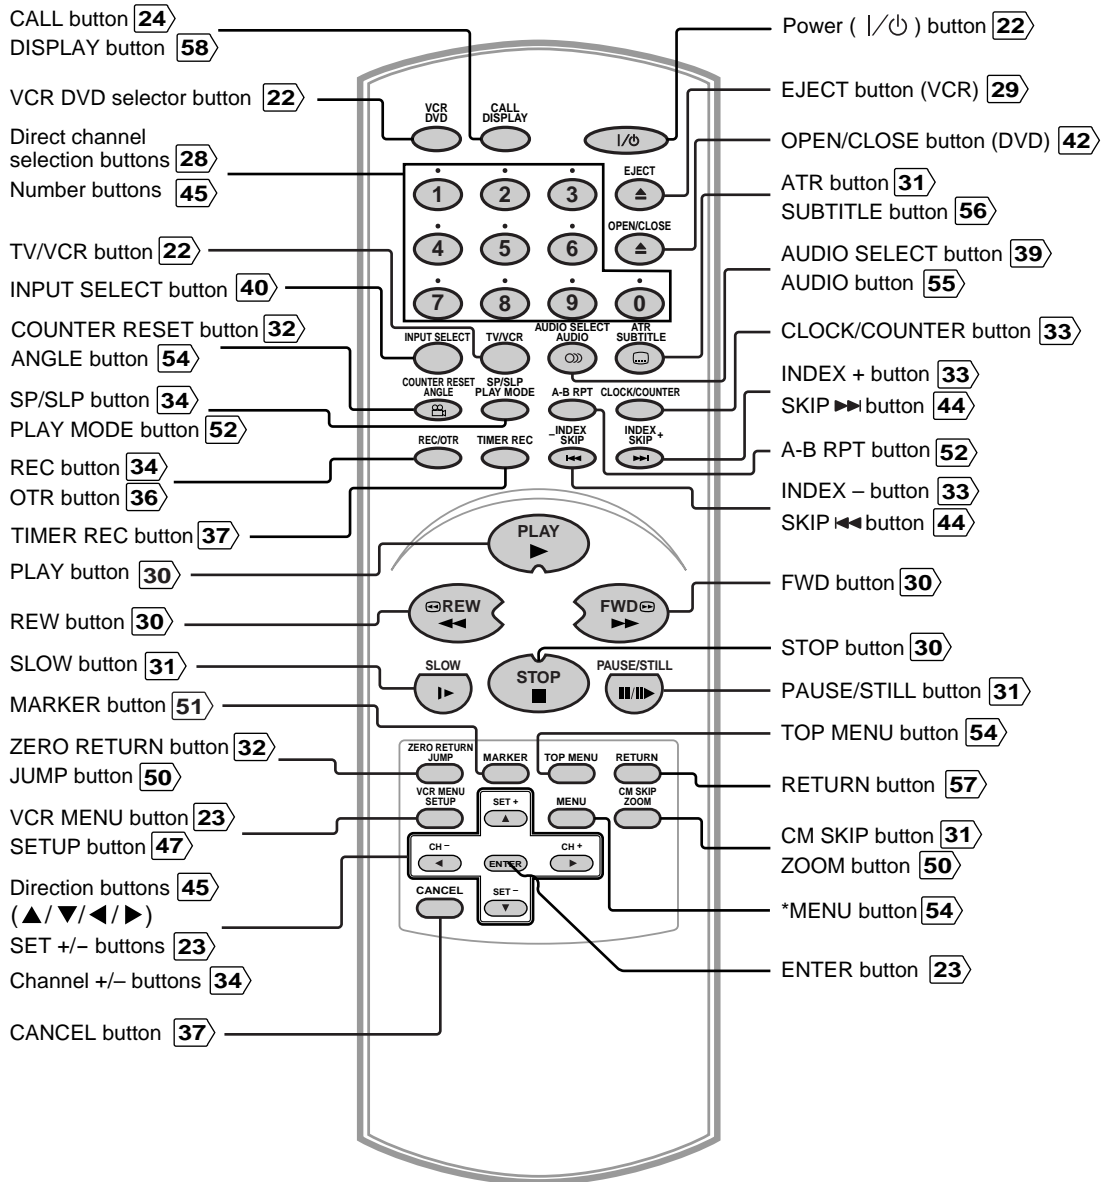 CALL button 24
DISPLAY button 58
VCR DVD selector button 22
Direct channel
selection buttons 28
Number buttons 45
TV/VCR button 22
INPUT SELECT button 40
COUNTER RESET button 32
ANGLE button 54
SP/SLP button 34
PLAY MODE button 52
REC button 34
OTR button 36
TIMER REC button 37
PLAY button 30
REW button 30
SLOW button 31
MARKER button 51
ZERO RETURN button 32
JUMP button 50
VCR MENU button 23
SETUP button 47
Direction buttons 45
(▲/▼/◀/▶)
SET +/− buttons 23
Channel +/– buttons 34
CANCEL button 37
VCR
DVD
CALL
DISPLAY
I/⏻
1
2
3
EJECT
4
5
6
OPEN/CLOSE
7
8
9
0
INPUT SELECT
TV/VCR
AUDIO SELECT
AUDIO
ATR
SUBTITLE
COUNTER RESET
ANGLE
SP/SLP
PLAY MODE
A-B RPT
CLOCK/COUNTER
REC/OTR
TIMER REC
– INDEX
SKIP
INDEX +
SKIP
PLAY
REW
FWD
SLOW
STOP
PAUSE/STILL
ZERO RETURN
JUMP
MARKER
TOP MENU
RETURN
VCR MENU
SETUP
SET +
MENU
CM SKIP
ZOOM
CH −
ENTER
CH +
CANCEL
SET −
Power ( I/⏻ ) button 22
EJECT button (VCR) 29
OPEN/CLOSE button (DVD) 42
ATR button 31
SUBTITLE button 56
AUDIO SELECT button 39
AUDIO button 55
CLOCK/COUNTER button 33
INDEX + button 33
SKIP ▶▶| button 44
A-B RPT button 52
INDEX – button 33
SKIP |◀◀ button 44
FWD button 30
STOP button 30
PAUSE/STILL button 31
TOP MENU button 54
RETURN button 57
CM SKIP button 31
ZOOM button 50
*MENU button 54
ENTER button 23